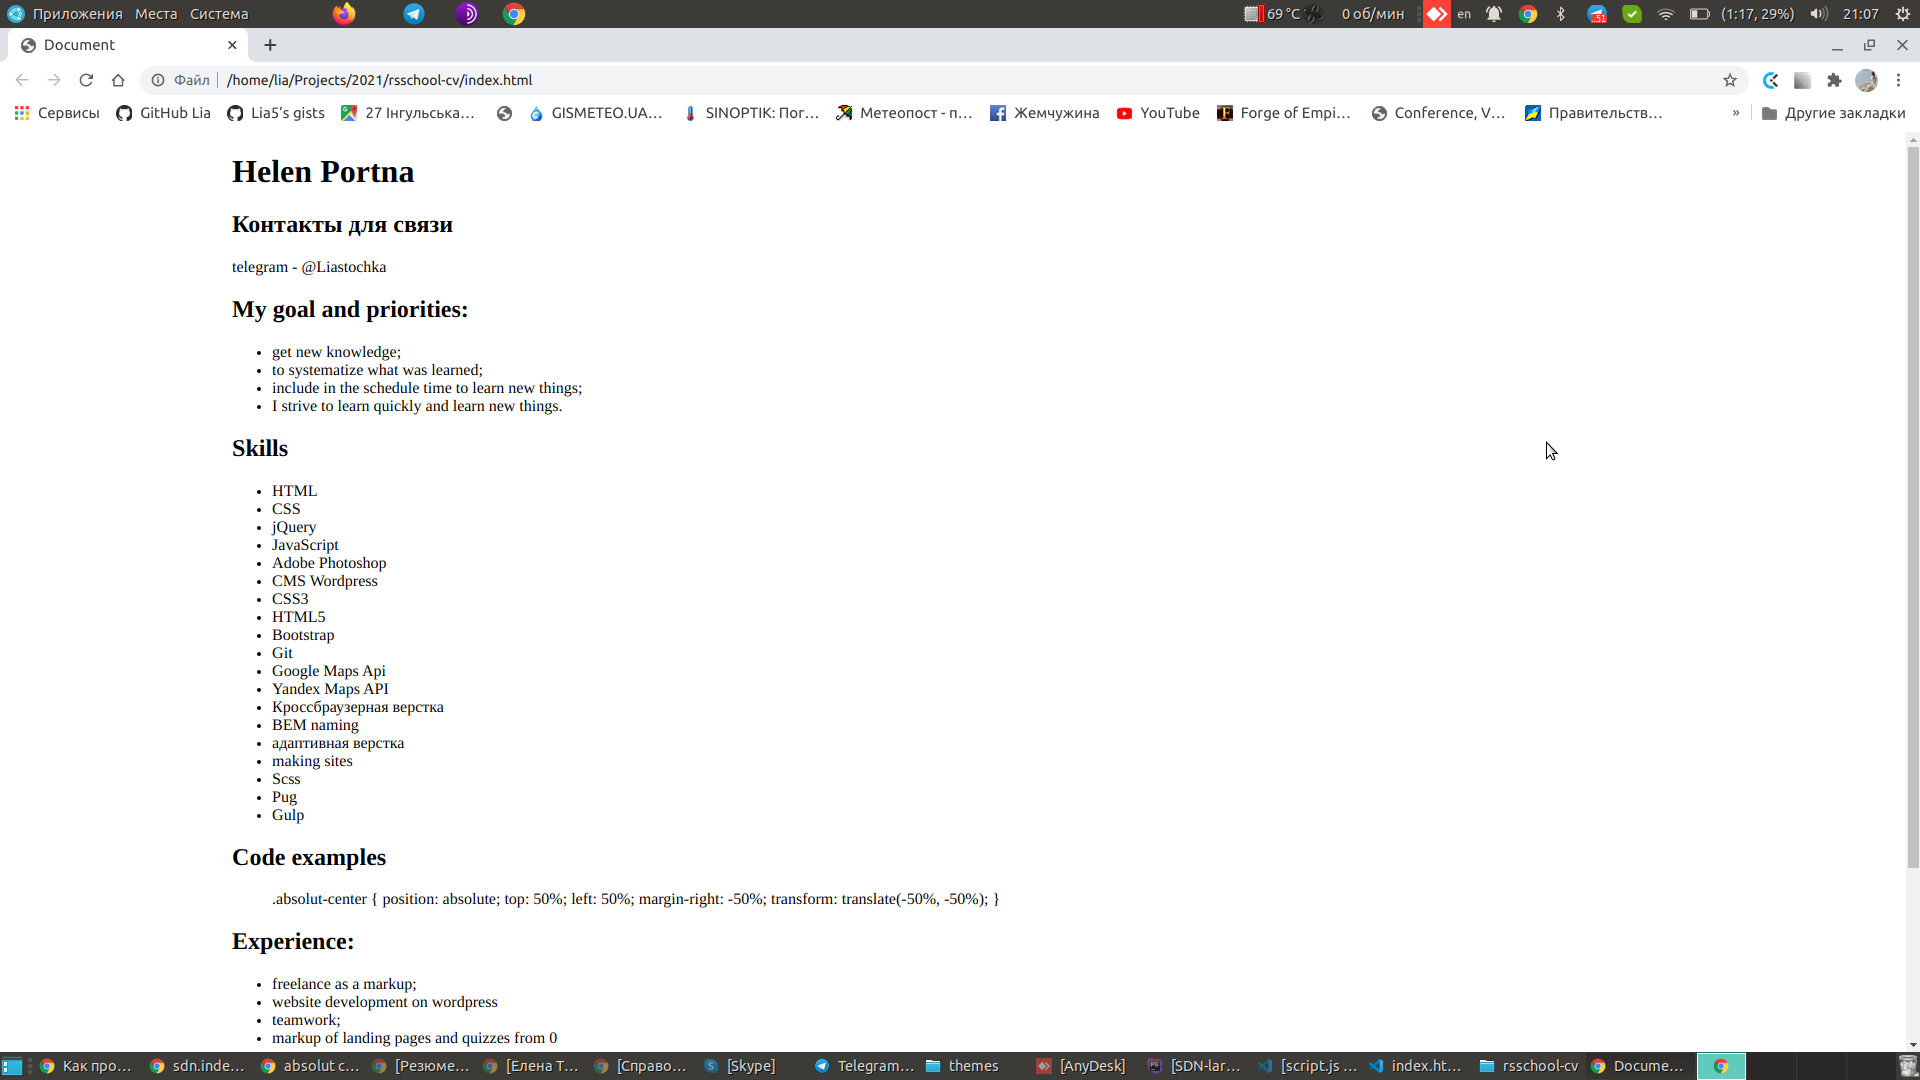 Приложения Места Система 69 °C 0 об/мин en 51 (1:17, 29%) 21:07
Document
Файл /home/lia/Projects/2021/rsschool-cv/index.html
Сервисы GitHub Lia Lia5's gists 27 Інгульська... GISMETEO.UA... SINOPTIK: Пог... Метеопост - п... Жемчужина YouTube Forge of Empi... Conference, V... Правительств... » Другие закладки
Helen Portna
Контакты для связи
telegram - @Liastochka
My goal and priorities:
get new knowledge;
to systematize what was learned;
include in the schedule time to learn new things;
I strive to learn quickly and learn new things.
Skills
HTML
CSS
jQuery
JavaScript
Adobe Photoshop
CMS Wordpress
CSS3
HTML5
Bootstrap
Git
Google Maps Api
Yandex Maps API
Кроссбраузерная верстка
BEM naming
адаптивная верстка
making sites
Scss
Pug
Gulp
Code examples
.absolut-center { position: absolute; top: 50%; left: 50%; margin-right: -50%; transform: translate(-50%, -50%); }
Experience:
freelance as a markup;
website development on wordpress
teamwork;
markup of landing pages and quizzes from 0
Как про... sdn.inde... absolut c... [Резюме... [Елена Т... [Справо... [Skype] Telegram... themes [AnyDesk] [SDN-lar... [script.js ... index.ht... rsschool-cv Docume...